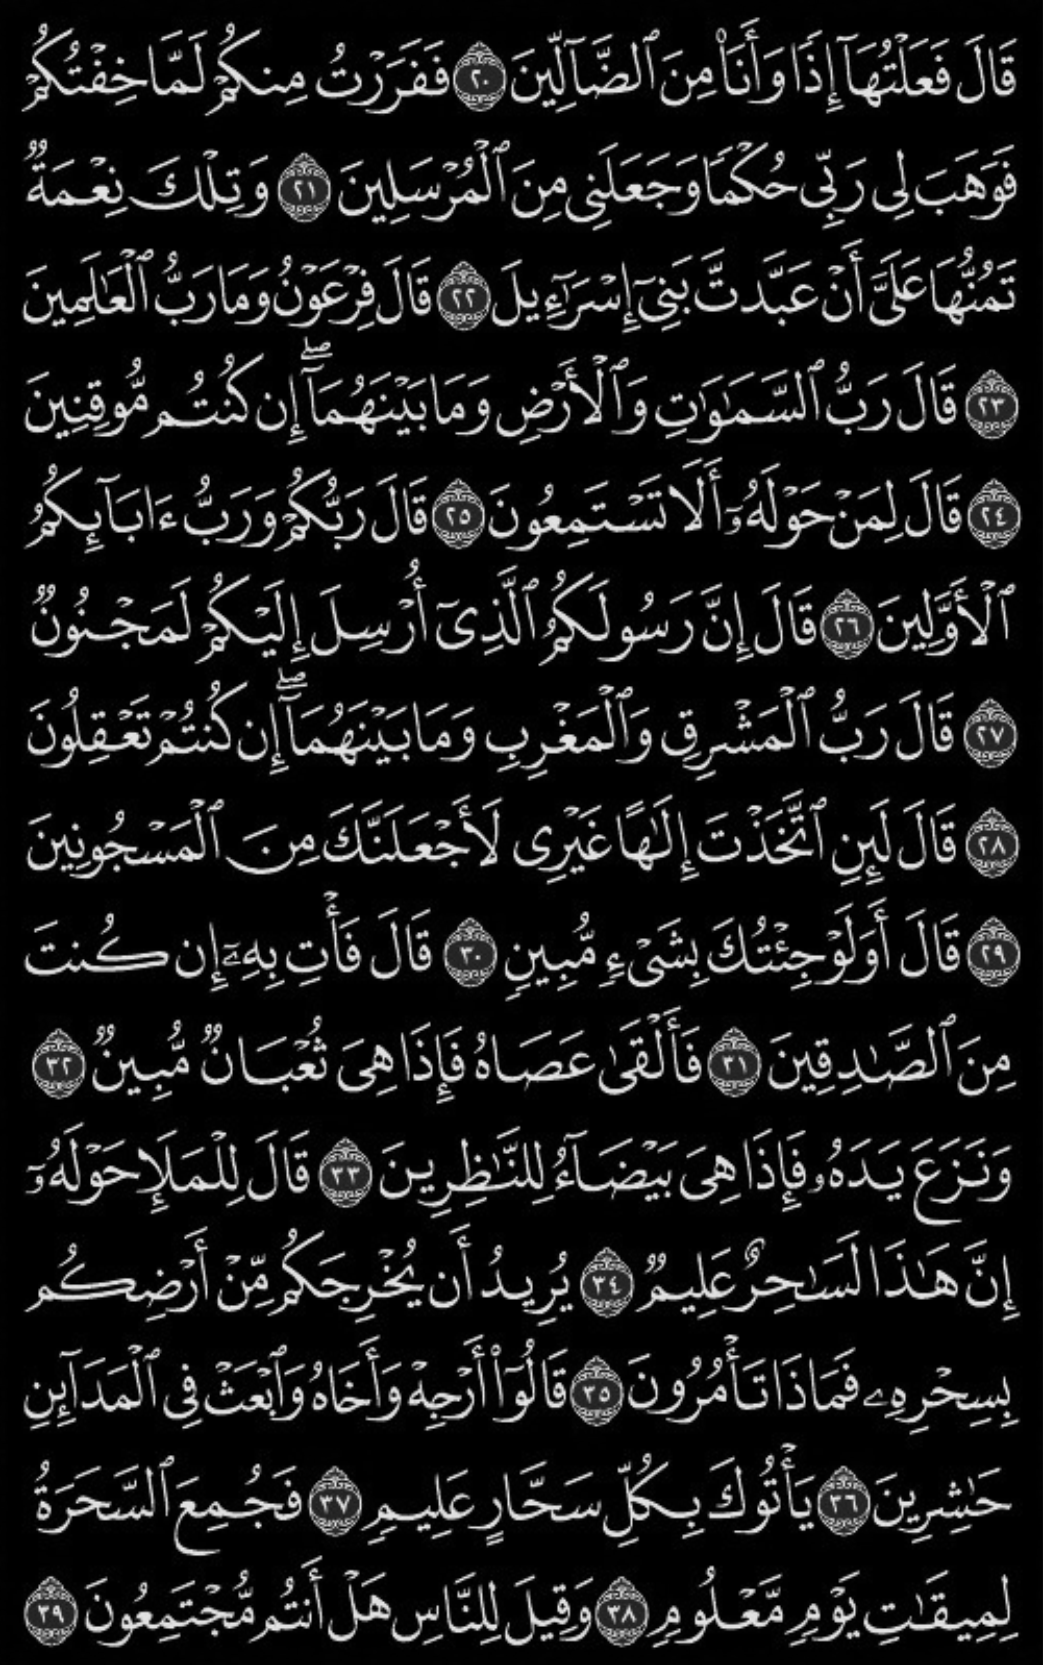 قَالَ فَعَلْتُهَآ إِذًا وَأَنَا۠ مِنَ ٱلضَّآلِّينَ ٢٠ فَفَرَرْتُ مِنكُمْ لَمَّا خِفْتُكُمْ
فَوَهَبَ لِى رَبِّى حُكْمًا وَجَعَلَنِى مِنَ ٱلْمُرْسَلِينَ ٢١ وَتِلْكَ نِعْمَةٌ
تَمُنُّهَا عَلَىَّ أَنْ عَبَّدتَّ بَنِىٓ إِسْرَٰٓءِيلَ ٢٢ قَالَ فِرْعَوْنُ وَمَا رَبُّ ٱلْعَٰلَمِينَ
٢٣ قَالَ رَبُّ ٱلسَّمَٰوَٰتِ وَٱلْأَرْضِ وَمَا بَيْنَهُمَآ ۖ إِن كُنتُم مُّوقِنِينَ
٢٤ قَالَ لِمَنْ حَوْلَهُۥٓ أَلَا تَسْتَمِعُونَ ٢٥ قَالَ رَبُّكُمْ وَرَبُّ ءَابَآئِكُمُ
ٱلْأَوَّلِينَ ٢٦ قَالَ إِنَّ رَسُولَكُمُ ٱلَّذِىٓ أُرْسِلَ إِلَيْكُمْ لَمَجْنُونٌ
٢٧ قَالَ رَبُّ ٱلْمَشْرِقِ وَٱلْمَغْرِبِ وَمَا بَيْنَهُمَآ ۖ إِن كُنتُمْ تَعْقِلُونَ
٢٨ قَالَ لَئِنِ ٱتَّخَذْتَ إِلَٰهًا غَيْرِى لَأَجْعَلَنَّكَ مِنَ ٱلْمَسْجُونِينَ
٢٩ قَالَ أَوَلَوْ جِئْتُكَ بِشَىْءٍ مُّبِينٍ ٣٠ قَالَ فَأْتِ بِهِۦٓ إِن كُنتَ
مِنَ ٱلصَّٰدِقِينَ ٣١ فَأَلْقَىٰ عَصَاهُ فَإِذَا هِىَ ثُعْبَانٌ مُّبِينٌ ٣٢
وَنَزَعَ يَدَهُۥ فَإِذَا هِىَ بَيْضَآءُ لِلنَّٰظِرِينَ ٣٣ قَالَ لِلْمَلَإِ حَوْلَهُۥٓ
إِنَّ هَٰذَا لَسَٰحِرٌ عَلِيمٌ ٣٤ يُرِيدُ أَن يُخْرِجَكُم مِّنْ أَرْضِكُم
بِسِحْرِهِۦ فَمَاذَا تَأْمُرُونَ ٣٥ قَالُوٓا۟ أَرْجِهْ وَأَخَاهُ وَٱبْعَثْ فِى ٱلْمَدَآئِنِ
حَٰشِرِينَ ٣٦ يَأْتُوكَ بِكُلِّ سَحَّارٍ عَلِيمٍ ٣٧ فَجُمِعَ ٱلسَّحَرَةُ
لِمِيقَٰتِ يَوْمٍ مَّعْلُومٍ ٣٨ وَقِيلَ لِلنَّاسِ هَلْ أَنتُم مُّجْتَمِعُونَ ٣٩